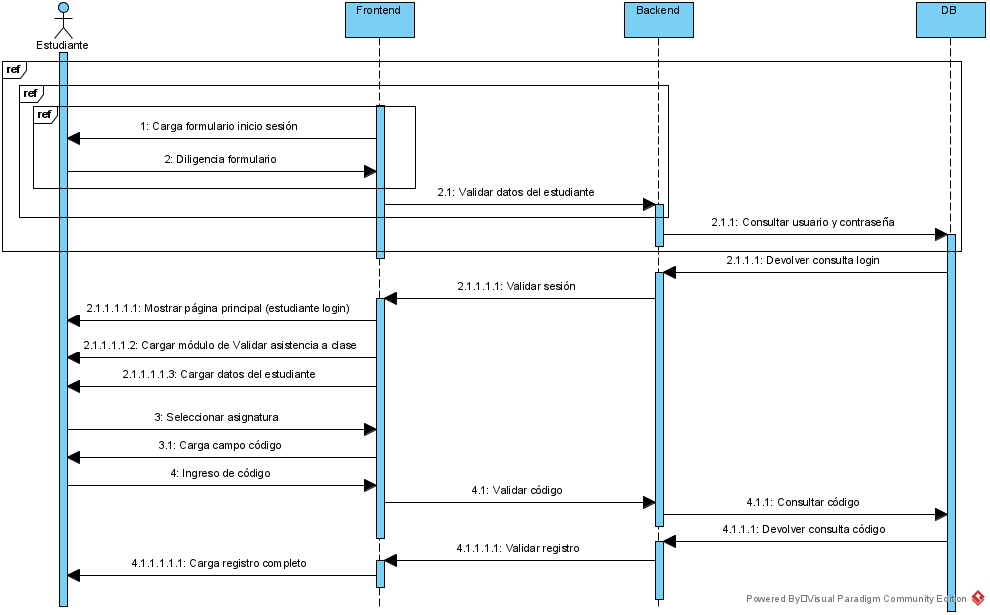 Frontend
Backend
DB
Estudiante
ref
ref
ref
1: Carga formulario inicio sesión
2: Diligencia formulario
2.1: Validar datos del estudiante
2.1.1: Consultar usuario y contraseña
2.1.1.1: Devolver consulta login
2.1.1.1.1: Validar sesión
2.1.1.1.1.1: Mostrar página principal (estudiante login)
2.1.1.1.1.2: Cargar módulo de Validar asistencia a clase
2.1.1.1.1.3: Cargar datos del estudiante
3: Seleccionar asignatura
3.1: Carga campo código
4: Ingreso de código
4.1: Validar código
4.1.1: Consultar código
4.1.1.1: Devolver consulta código
4.1.1.1.1: Validar registro
4.1.1.1.1.1: Carga registro completo
Powered By□Visual Paradigm Community Edition